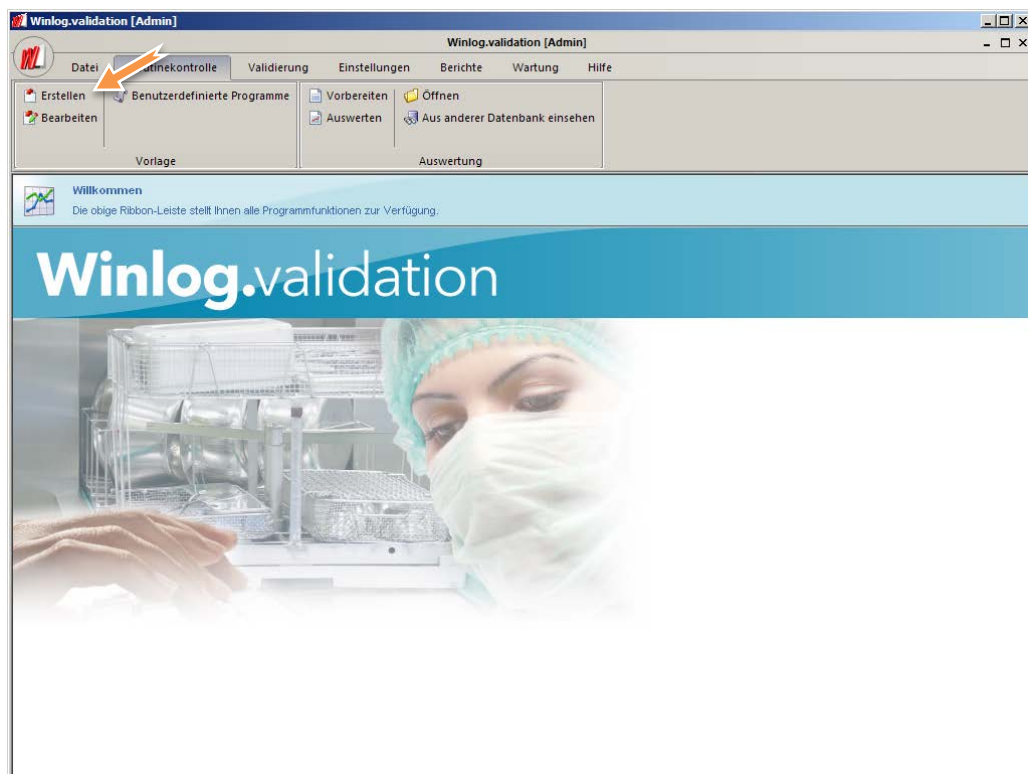 Winlog.validation [Admin]
Winlog.validation [Admin]
Datei utinekontrolle Validierung Einstellungen Berichte Wartung Hilfe
Erstellen Benutzerdefinierte Programme Vorbereiten Öffnen
Bearbeiten Auswerten Aus anderer Datenbank einsehen
Vorlage Auswertung
Willkommen
Die obige Ribbon-Leiste stellt Ihnen alle Programmfunktionen zur Verfügung.
Winlog.validation